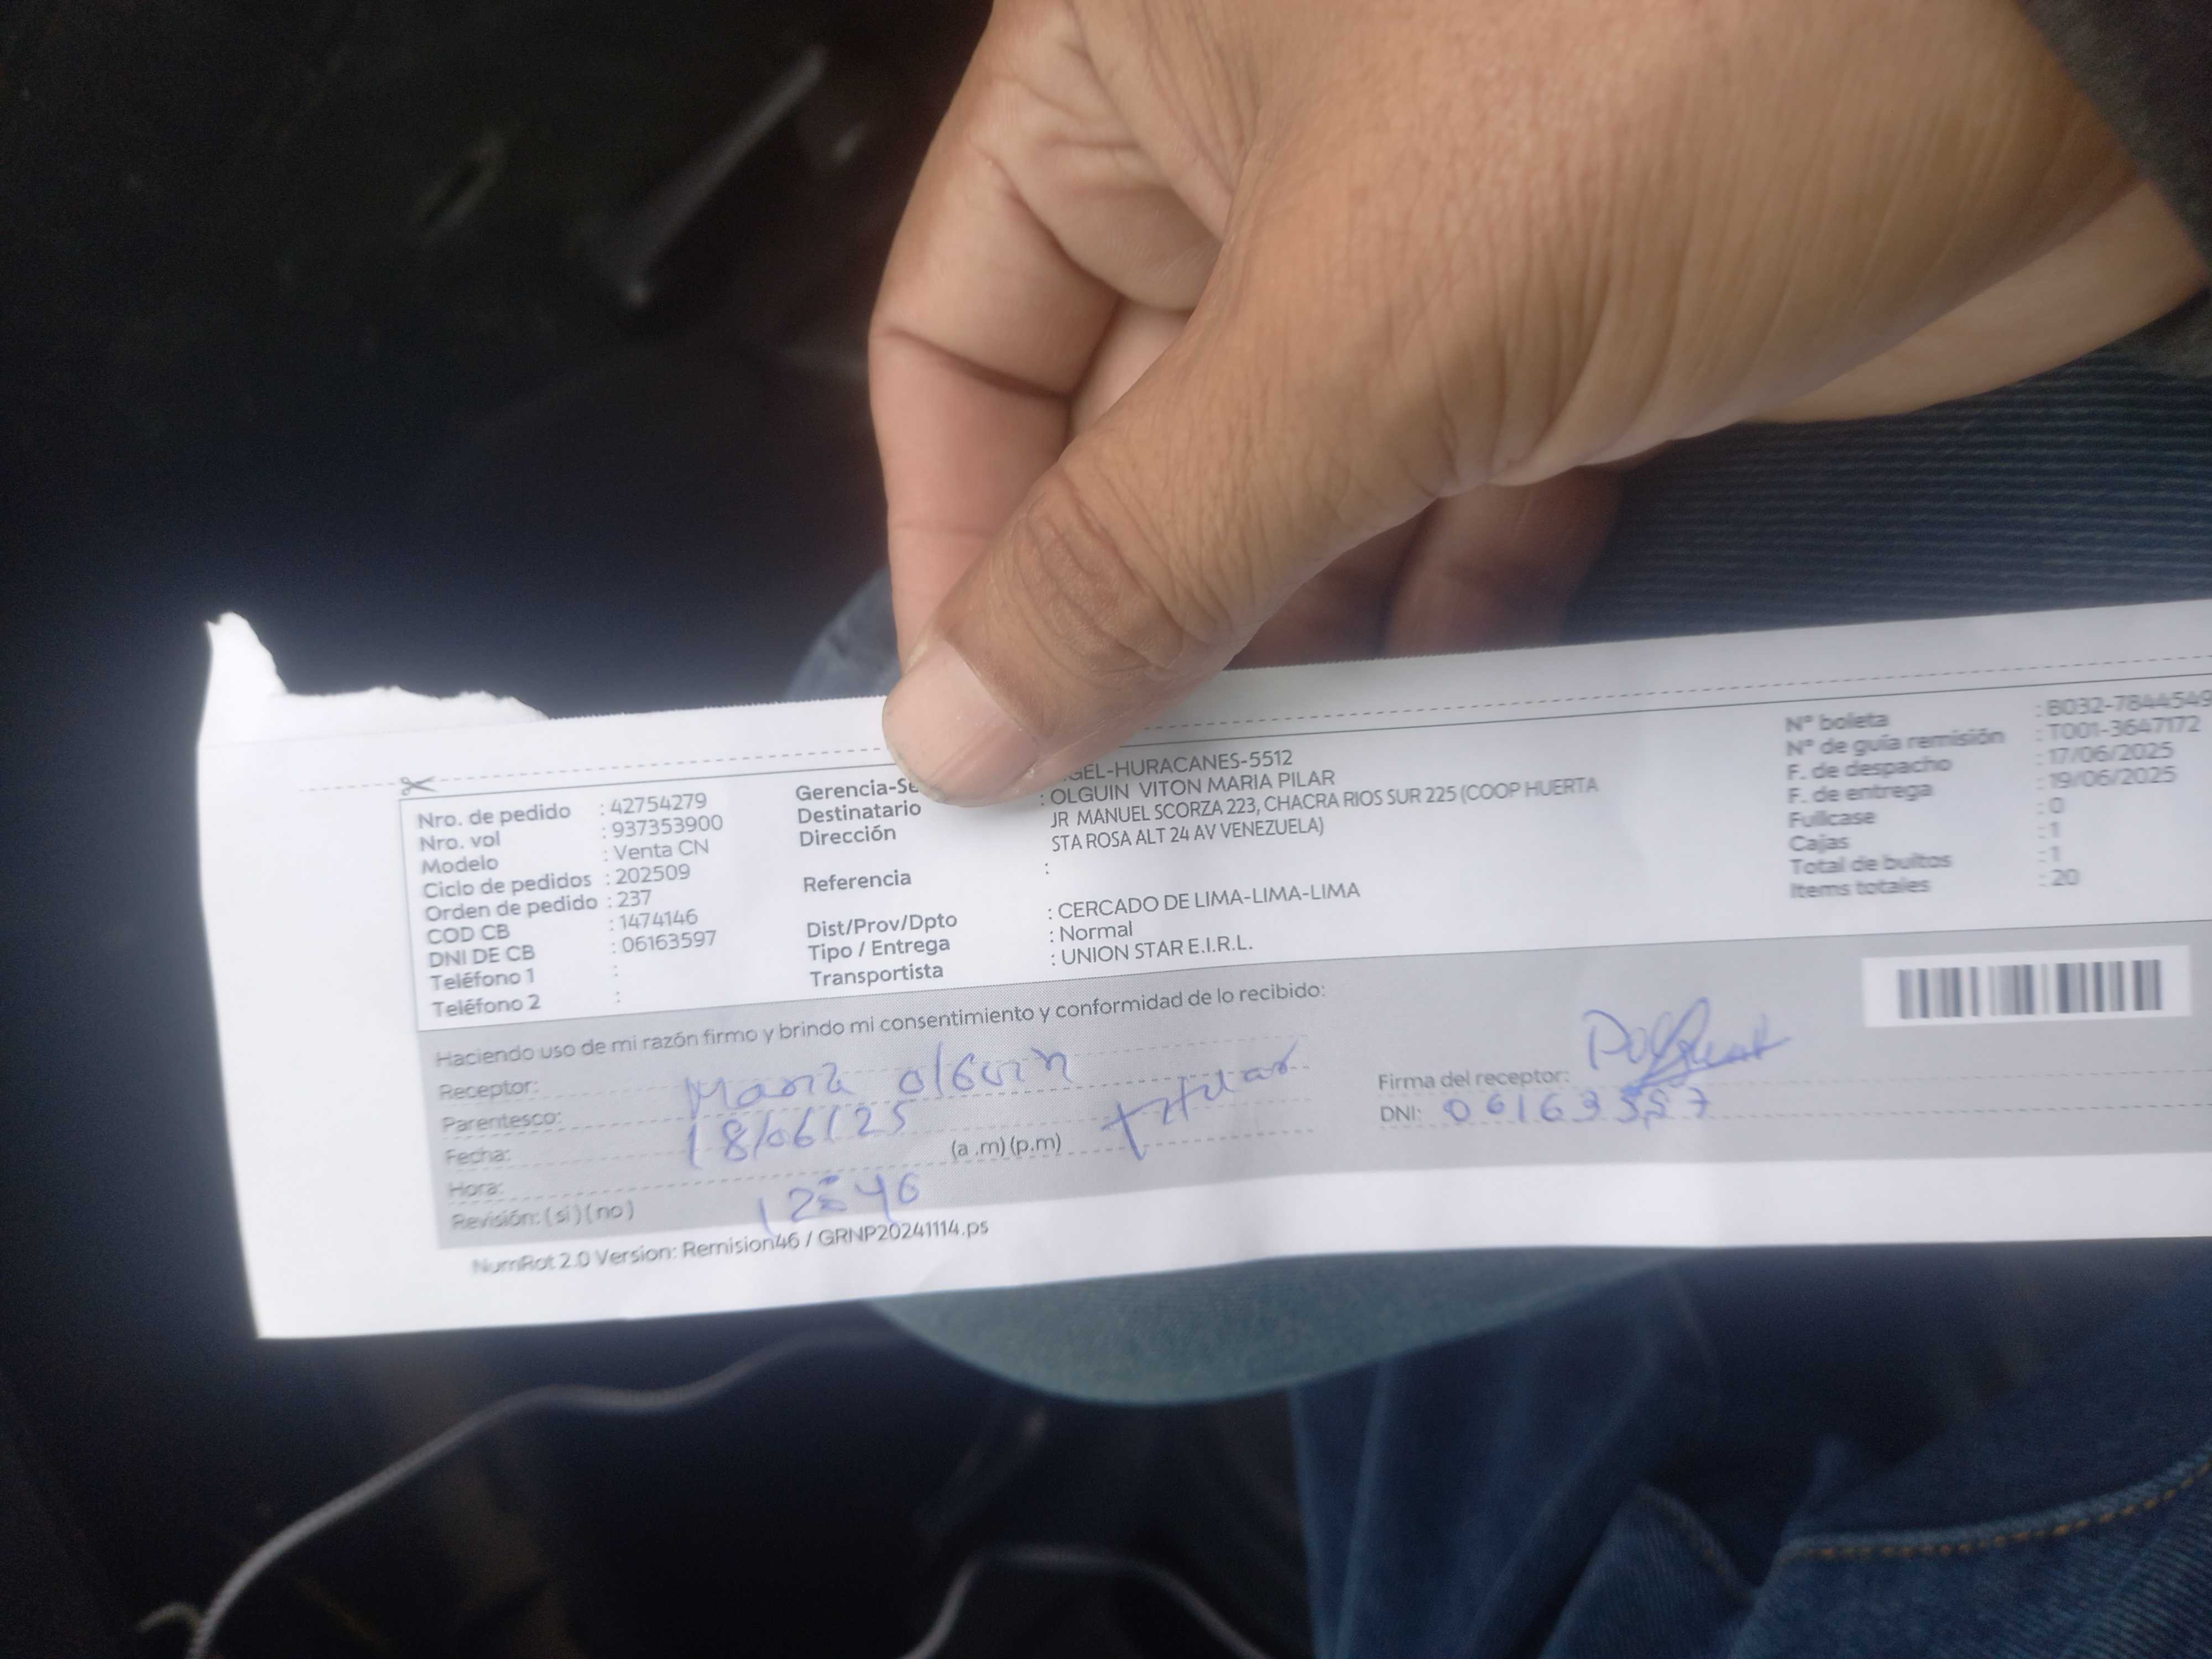 Nro. de pedido : 42754279
Nro. vol : 937353900
Modelo : Venta CN
Ciclo de pedidos : 202509
Orden de pedido : 237
COD CB : 1474146
DNI DE CB : 06163597
Teléfono 1 :
Teléfono 2 :
Gerencia-Se GEL-HURACANES-5512
Destinatario : OLGUIN VITON MARIA PILAR
Dirección JR MANUEL SCORZA 223, CHACRA RIOS SUR 225 (COOP HUERTA
STA ROSA ALT 24 AV VENEZUELA)
Referencia :
Dist/Prov/Dpto : CERCADO DE LIMA-LIMA-LIMA
Tipo / Entrega : Normal
Transportista : UNION STAR E.I.R.L.
N° boleta : B032-7844549
N° de guía remisión : T001-3647172
F. de despacho : 17/06/2025
F. de entrega : 19/06/2025
Fullcase : 0
Cajas : 1
Total de bultos : 1
Items totales : 20
Haciendo uso de mi razón firmo y brindo mi consentimiento y conformidad de lo recibido:
Receptor: Maria olGuin
Parentesco: titular
Fecha: 18/06/25
Hora: (a .m) (p.m)
Revisión: ( si ) ( no ) 12:46
Firma del receptor:
DNI: 06163597
NumRot 2.0 Version: Remision46 / GRNP20241114.ps